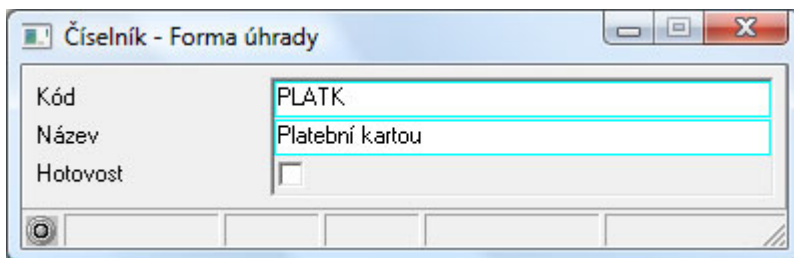 Číselník - Forma úhrady
Kód PLATK
Název Platební kartou
Hotovost